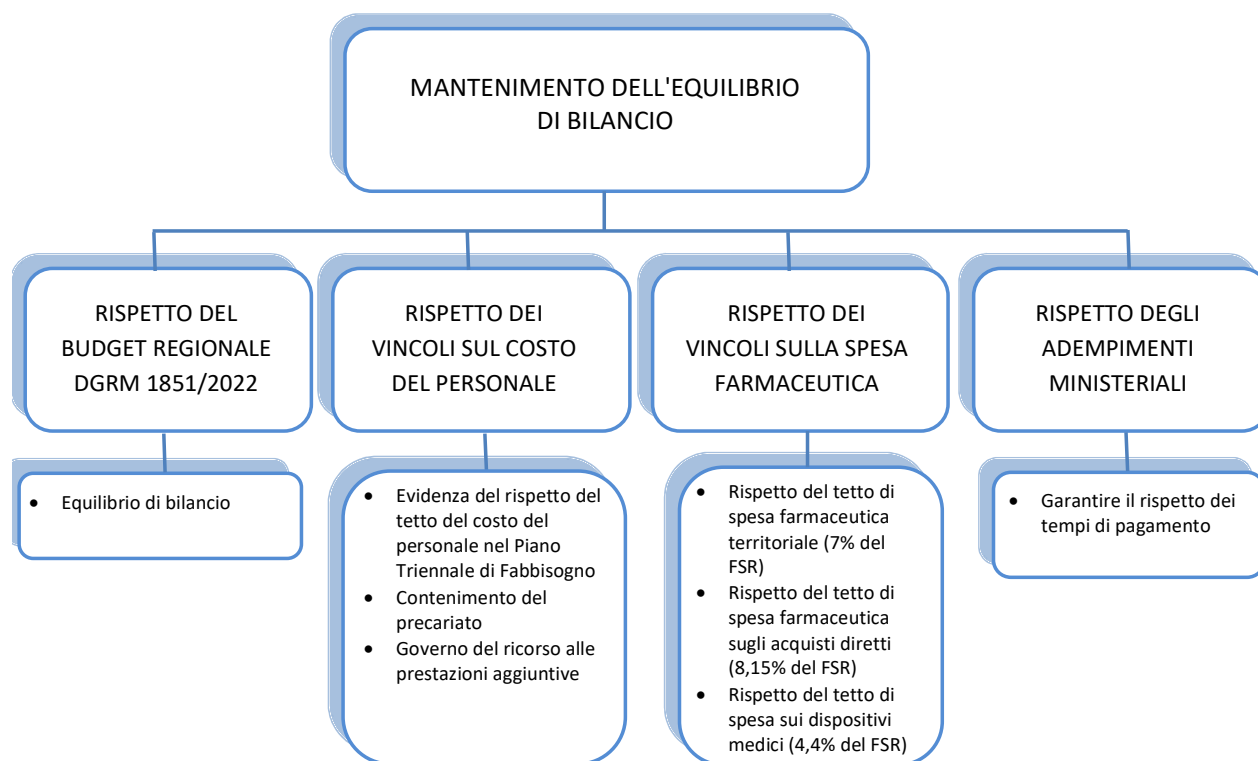 MANTENIMENTO DELL'EQUILIBRIO
DI BILANCIO
RISPETTO DEL
BUDGET REGIONALE
DGRM 1851/2022
RISPETTO DEI
VINCOLI SUL COSTO
DEL PERSONALE
RISPETTO DEI
VINCOLI SULLA SPESA
FARMACEUTICA
RISPETTO DEGLI
ADEMPIMENTI
MINISTERIALI
• Equilibrio di bilancio
• Evidenza del rispetto del
tetto del costo del
personale nel Piano
Triennale di Fabbisogno
• Contenimento del
precariato
• Governo del ricorso alle
prestazioni aggiuntive
• Rispetto del tetto di
spesa farmaceutica
territoriale (7% del
FSR)
• Rispetto del tetto di
spesa farmaceutica
sugli acquisti diretti
(8,15% del FSR)
• Rispetto del tetto di
spesa sui dispositivi
medici (4,4% del FSR)
• Garantire il rispetto dei
tempi di pagamento